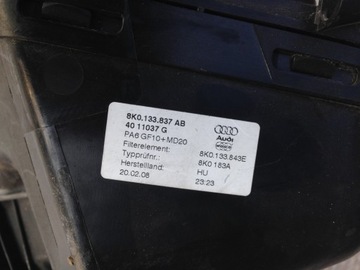 8K0.133.837 AB
40 11037 G
PA6 GF10+MD20
Audi
Filterelement: 8K0.133.843E
Typprüfnr.: 8K0 183A
Herstelland: HU
20.02.08 23:23